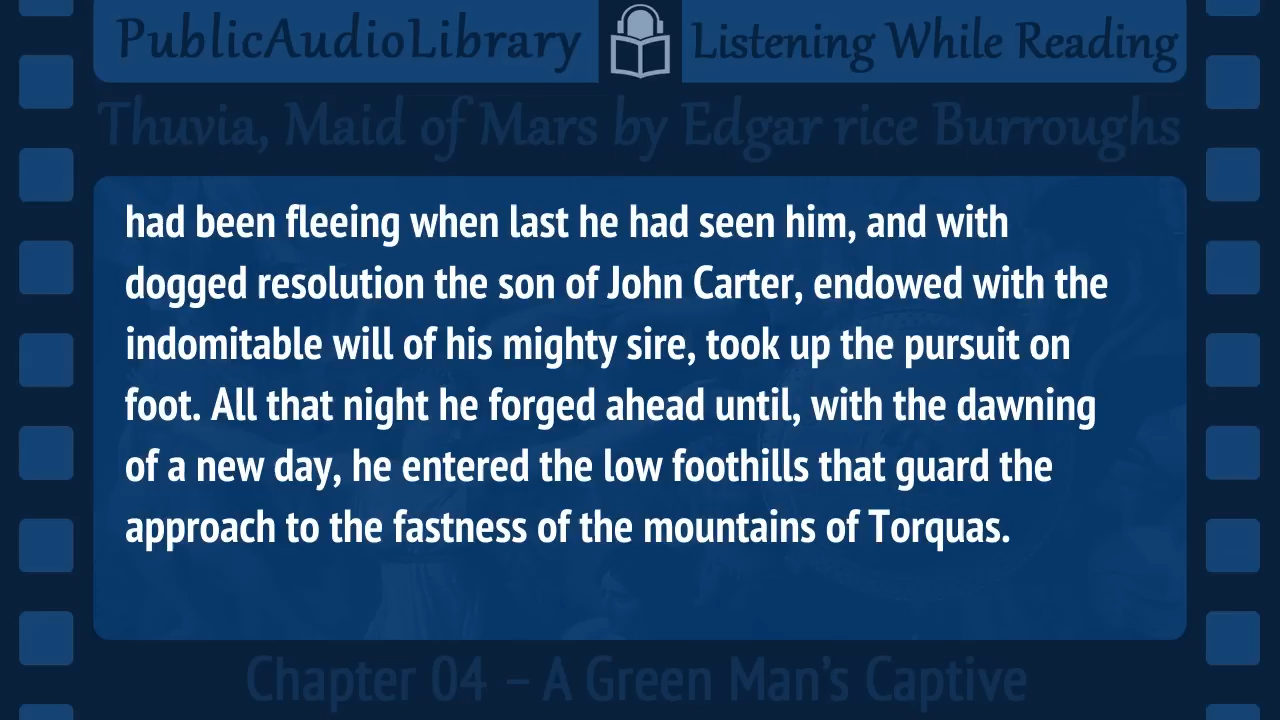 PublicAudioLibrary Listening While Reading
Thuvia, Maid of Mars by Edgar rice Burroughs
had been fleeing when last he had seen him, and with
dogged resolution the son of John Carter, endowed with the
indomitable will of his mighty sire, took up the pursuit on
foot. All that night he forged ahead until, with the dawning
of a new day, he entered the low foothills that guard the
approach to the fastness of the mountains of Torquas.
Chapter 04 – A Green Man’s Captive